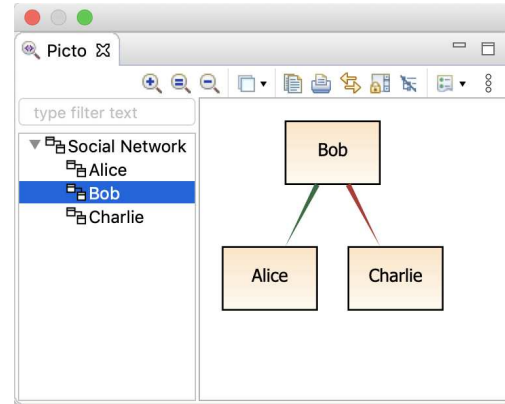 Picto
type filter text
Social Network
Alice
Bob
Charlie
Bob
Alice
Charlie